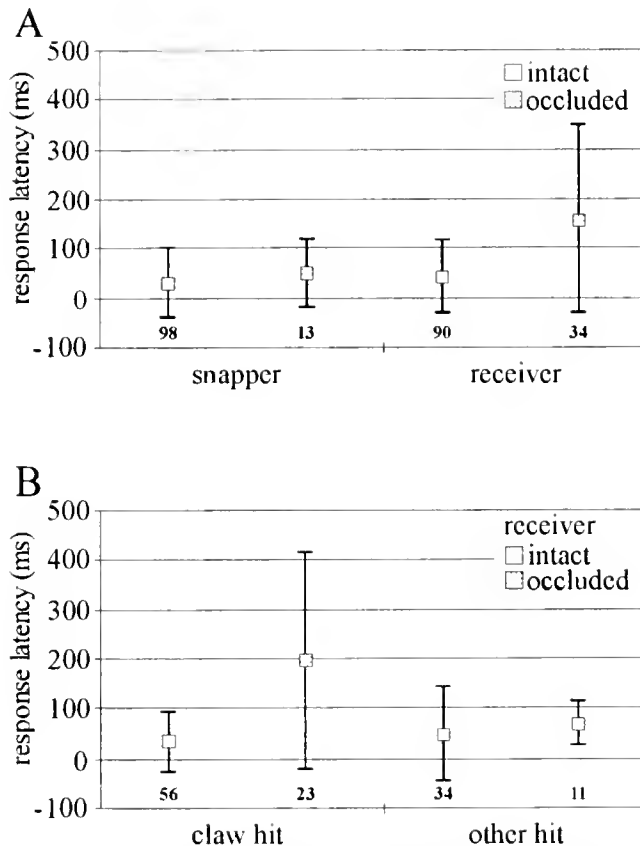 A
response latency (ms)
500
400
300
200
100
0
-100
intact
occluded
98 13 90 34
snapper receiver
B
response latency (ms)
500
400
300
200
100
0
-100
receiver
intact
occluded
56 23 34 11
claw hit other hit